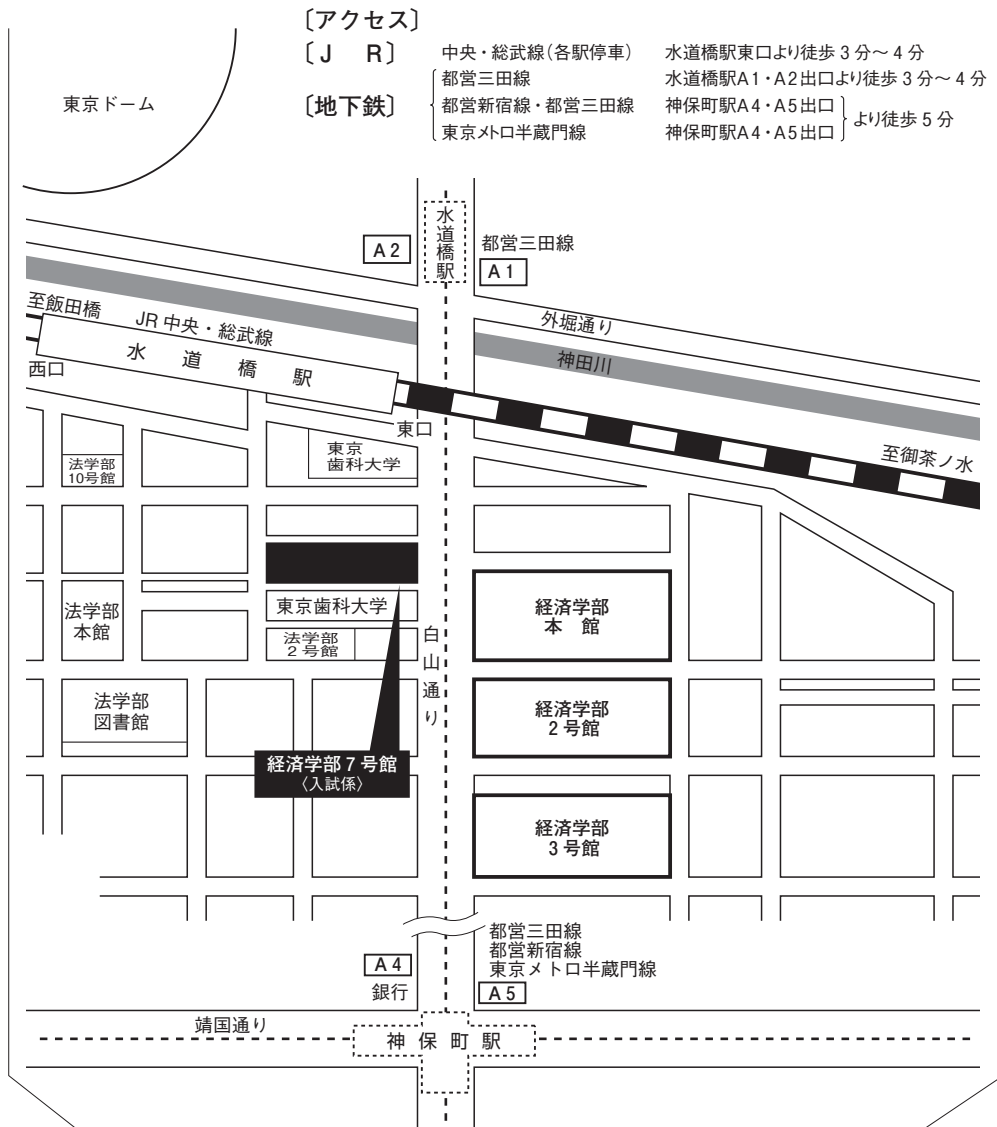 〔アクセス〕
〔J R〕 中央・総武線(各駅停車) 水道橋駅東口より徒歩3分～4分
都営三田線 水道橋駅A1・A2出口より徒歩3分～4分
〔地下鉄〕 都営新宿線・都営三田線 神保町駅A4・A5出口
東京メトロ半蔵門線 神保町駅A4・A5出口
より徒歩5分
東京ドーム
水道橋駅
A2
都営三田線
A1
至飯田橋
JR中央・総武線
外堀通り
水道橋駅
神田川
西口
東口
至御茶ノ水
東京
歯科大学
法学部
10号館
法学部
本館
東京歯科大学
法学部
2号館
経済学部
本館
白山通り
法学部
図書館
経済学部
2号館
経済学部7号館
〈入試係〉
経済学部
3号館
都営三田線
都営新宿線
東京メトロ半蔵門線
A4
銀行
A5
靖国通り
神保町駅